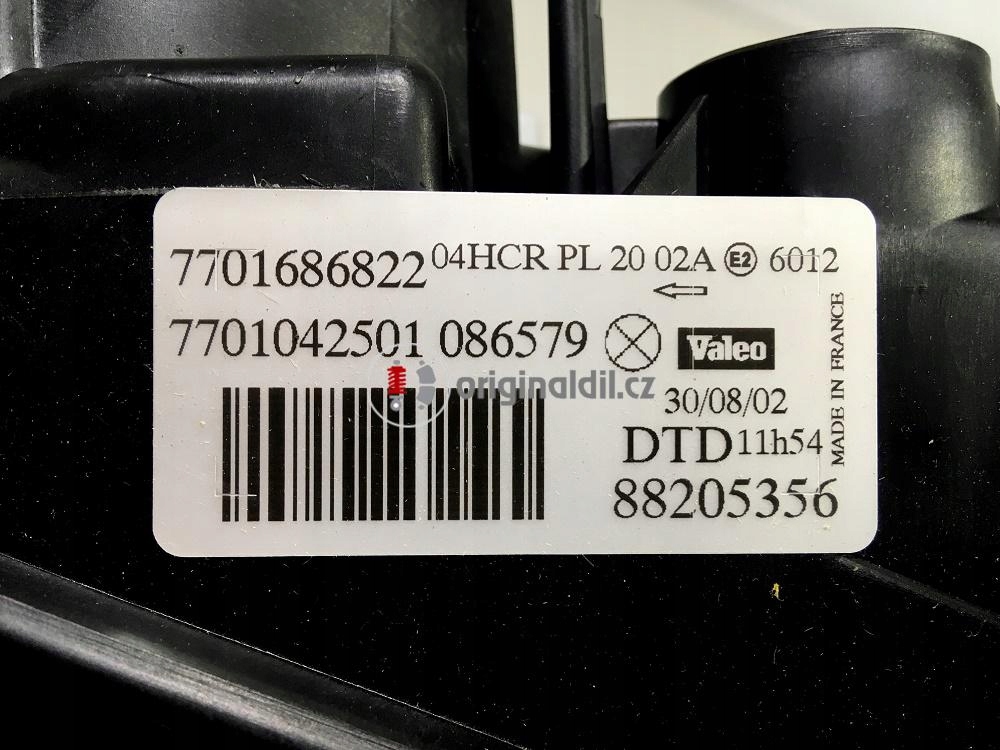 7701686822 04HCR PL 20 02A E2 6012
7701042501 086579 Valeo
originaldil.cz
30/08/02
DTD 11h54
88205356
MADE IN FRANCE